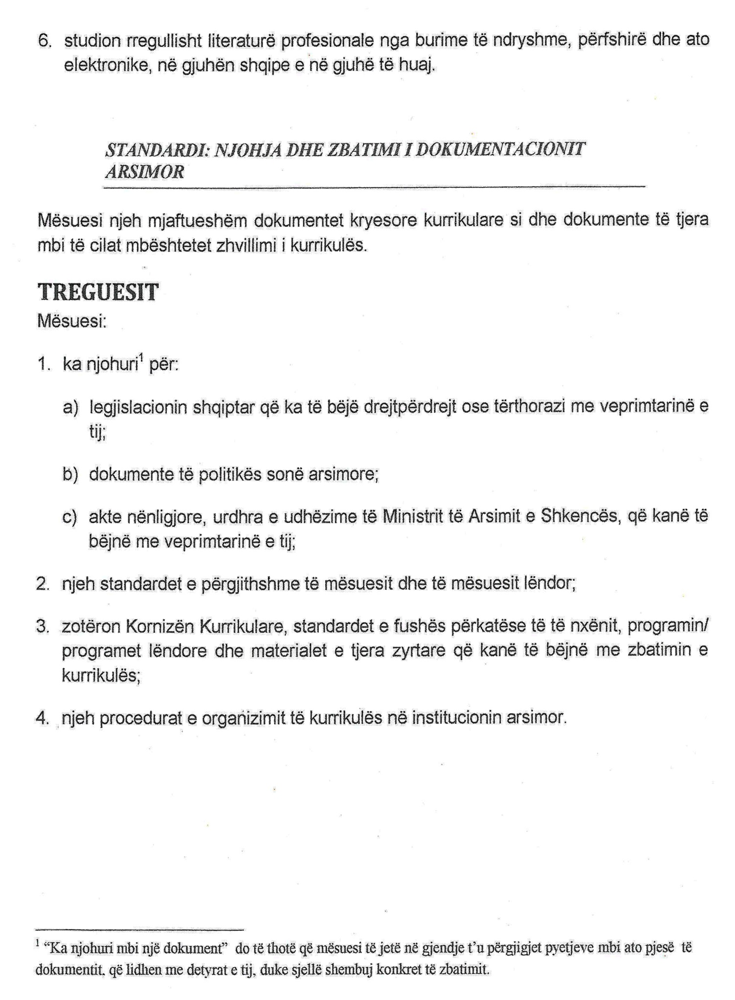 6. studion rregullisht literaturë profesionale nga burime të ndryshme, përfshirë dhe ato
elektronike, në gjuhën shqipe e në gjuhë të huaj.
STANDARDI: NJOHJA DHE ZBATIMI I DOKUMENTACIONIT
ARSIMOR
Mësuesi njeh mjaftueshëm dokumentet kryesore kurrikulare si dhe dokumente të tjera
mbi të cilat mbështetet zhvillimi i kurrikulës.
TREGUESIT
Mësuesi:
1. ka njohuri¹ për:
a) legjislacionin shqiptar që ka të bëjë drejtpërdrejt ose tërthorazi me veprimtarinë e
tij;
b) dokumente të politikës sonë arsimore;
c) akte nënligjore, urdhra e udhëzime të Ministrit të Arsimit e Shkencës, që kanë të
bëjnë me veprimtarinë e tij;
2. njeh standardet e përgjithshme të mësuesit dhe të mësuesit lëndor;
3. zotëron Kornizën Kurrikulare, standardet e fushës përkatëse të të nxënit, programin/
programet lëndore dhe materialet e tjera zyrtare që kanë të bëjnë me zbatimin e
kurrikulës;
4. njeh procedurat e organizimit të kurrikulës në institucionin arsimor.
¹ “Ka njohuri mbi një dokument” do të thotë që mësuesi të jetë në gjendje t’u përgjigjet pyetjeve mbi ato pjesë të
dokumentit, që lidhen me detyrat e tij, duke sjellë shembuj konkret të zbatimit.